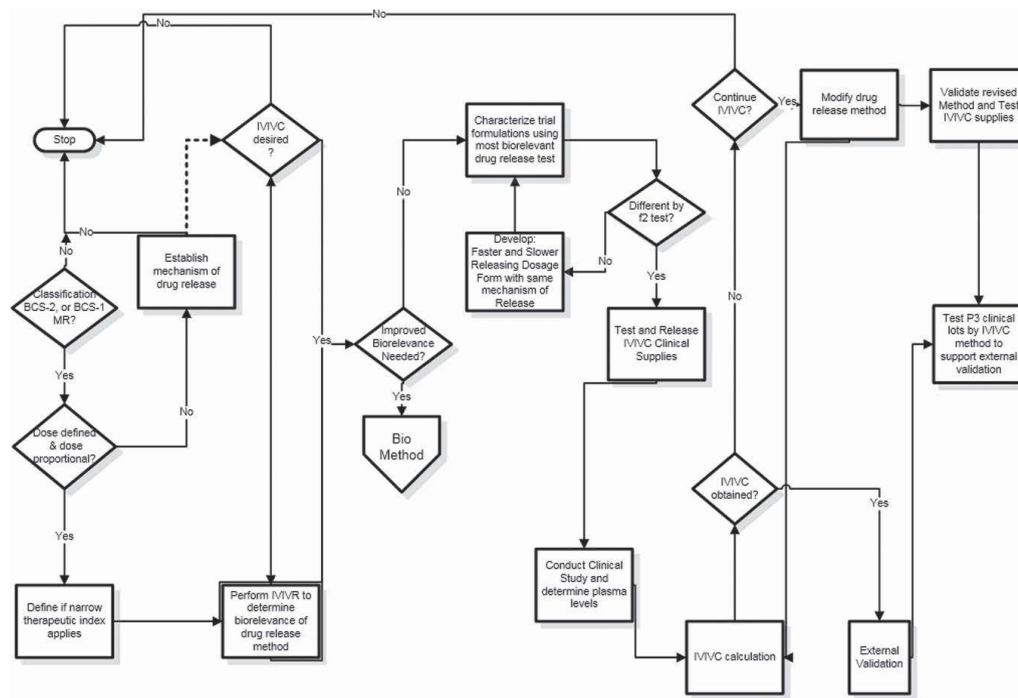 No
No
Stop
IVIVC
desired
?
Continue
IVIVC?
Yes
Modify drug
release method
Validate revised
Method and Test
IVIVC supplies
Characterize trial
formulations using
most biorelevant
drug release test
No
No
No
Establish
mechanism of
drug release
Classification
BCS-2, or BCS-1
MR?
Different by
f2 test?
No
Develop:
Faster and Slower
Releasing Dosage
Form with same
mechanism of
Release
Yes
No
Yes
Improved
Biorelevance
Needed?
Test and Release
IVIVC Clinical
Supplies
Test P3 clinical
lots by IVIVC
method to
support external
validation
Yes
No
Yes
Dose defined
& dose
proportional?
Bio
Method
IVIVC
obtained?
Yes
Yes
Conduct Clinical
Study and
determine plasma
levels
Define if narrow
therapeutic index
applies
Perform IVIVR to
determine
biorelevance of
drug release
method
IVIVC calculation
External
Validation